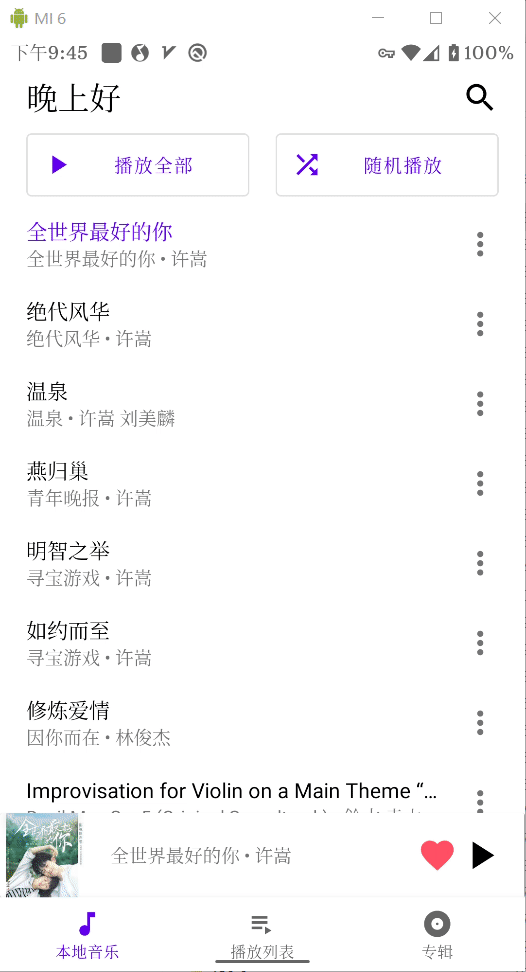 MI 6
下午9:45 100%
晚上好
播放全部 随机播放
全世界最好的你
全世界最好的你 • 许嵩
绝代风华
绝代风华 • 许嵩
温泉
温泉 • 许嵩 刘美麟
燕归巢
青年晚报 • 许嵩
明智之举
寻宝游戏 • 许嵩
如约而至
寻宝游戏 • 许嵩
修炼爱情
因你而在 • 林俊杰
Improvisation for Violin on a Main Theme “…
全世界最好的你 • 许嵩
本地音乐 播放列表 专辑